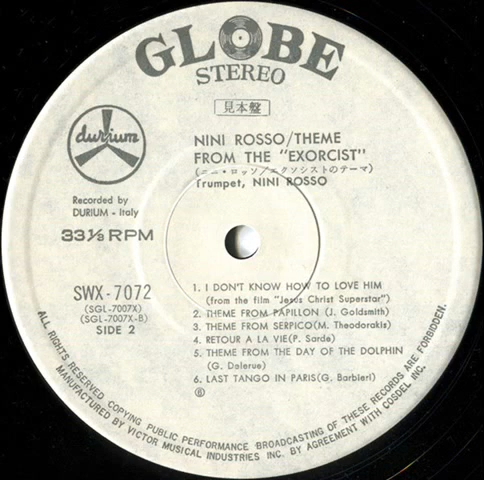 GLOBE
STEREO
見本盤
durium
NINI ROSSO/THEME
FROM THE "EXORCIST"
(ニニ・ロッソ/エクソシストのテーマ)
Trumpet, NINI ROSSO
Recorded by
DURIUM - Italy
33 1/3 RPM
SWX-7072
(SGL-7007X)
(SGL-7007X-B)
SIDE 2
1. I DON'T KNOW HOW TO LOVE HIM
(from the film "Jesus Christ Superstar")
2. THEME FROM PAPILLON (J. Goldsmith)
3. THEME FROM SERPICO(M. Theodorakis)
4. RETOUR A LA VIE(P. Sarde)
5. THEME FROM THE DAY OF THE DOLPHIN
(G. Delerue)
6. LAST TANGO IN PARIS(G. Barbieri)
ALL RIGHTS RESERVED COPYING PUBLIC PERFORMANCE BROADCASTING OF THESE RECORDS ARE FORBIDDEN.
MANUFACTURED BY VICTOR MUSICAL INDUSTRIES INC. BY AGREEMENT WITH COSDEL INC.